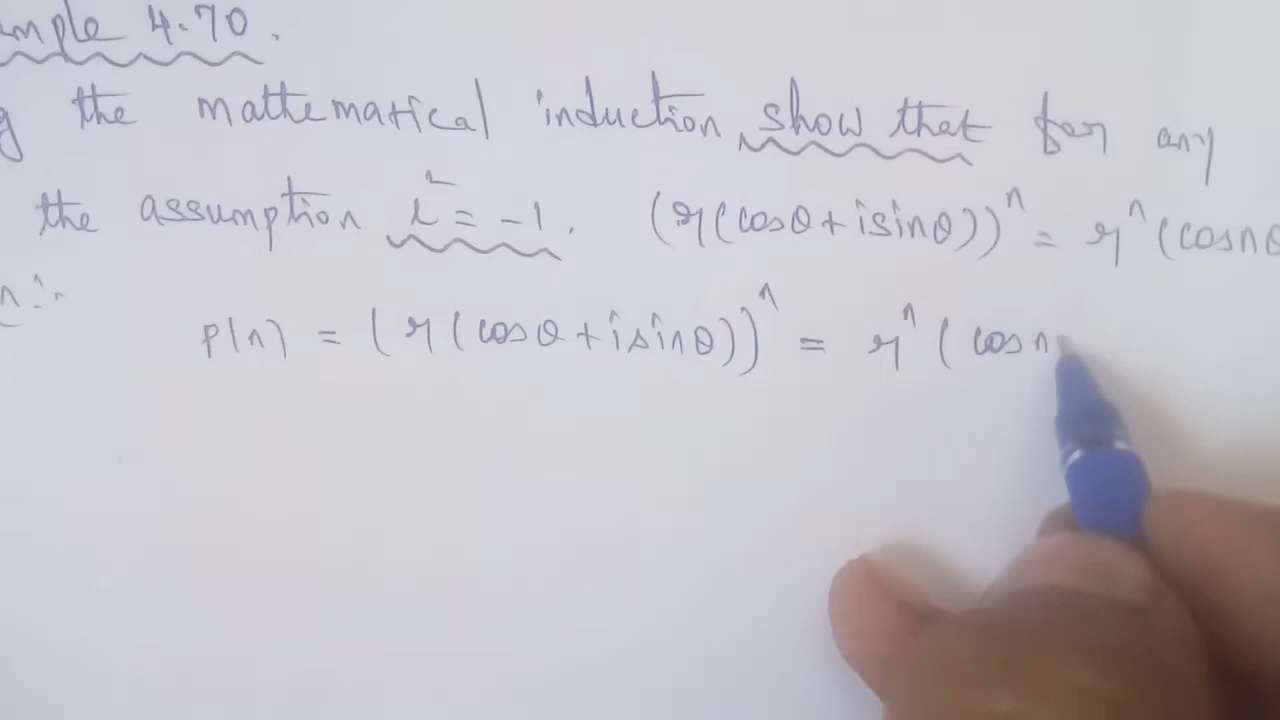 mple 4.70.
g the mathematical induction, show that for any
the assumption i² = -1. (r(cosθ + isinθ))ⁿ = rⁿ (cosnθ
n:-
P(n) = (r(cosθ + isinθ))ⁿ = rⁿ (cos n